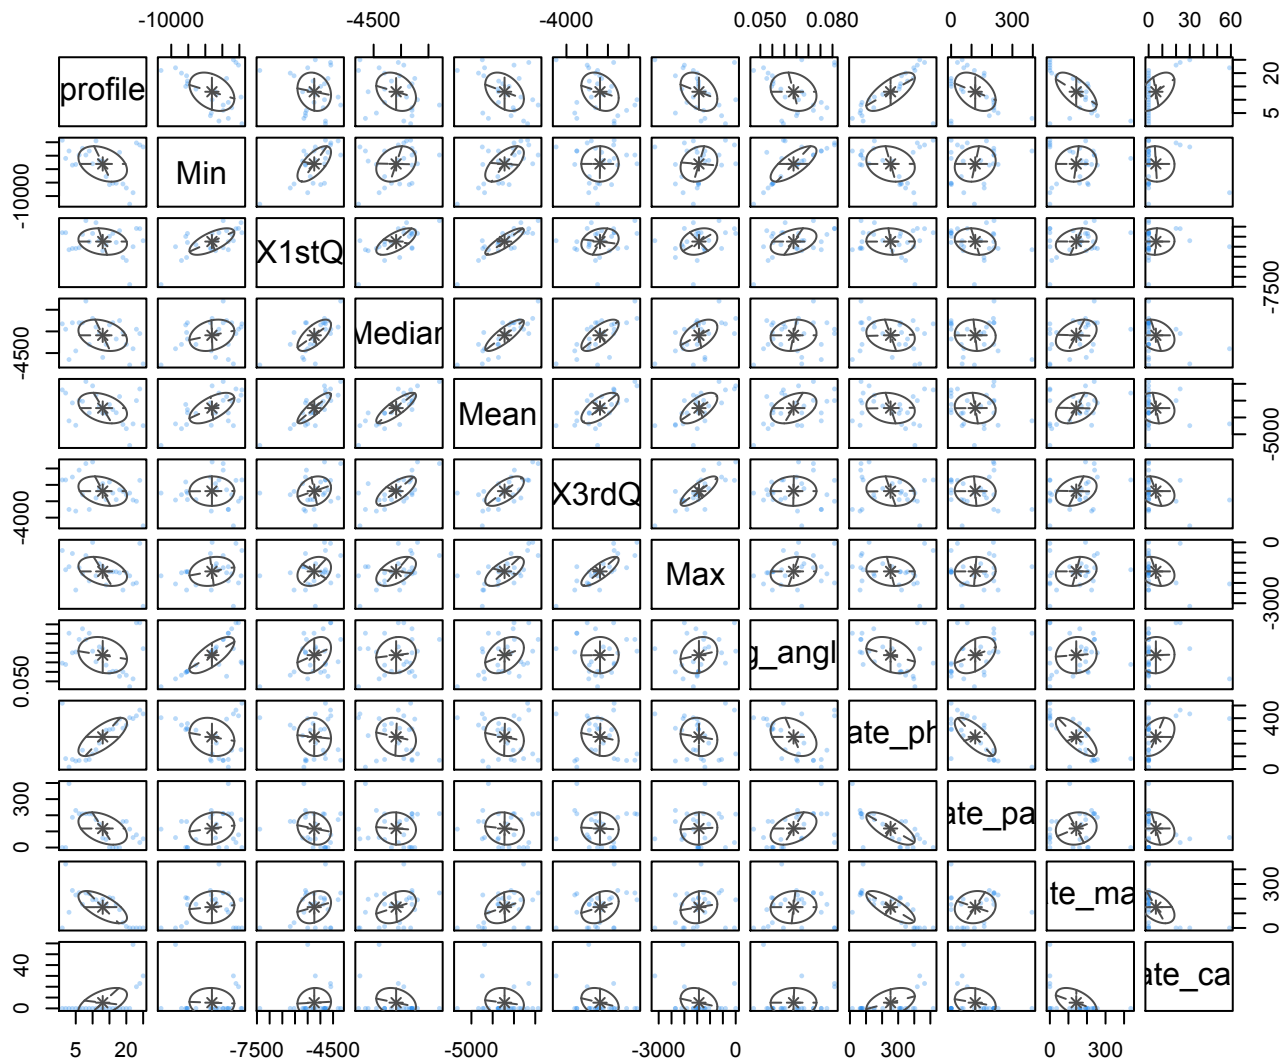 -10000 -4500 -4000 0.050 0.080 0 300 0 30 60
profile 5 20
-10000 Min
X1stQ -7500
-4500 Median
Mean -5000
-4000 X3rdQ
Max -3000 0
0.050 g_angl
ate_ph 0 400
0 300 ate_pa
te_ma 0 300
0 40 ate_ca
5 20 -7500 -4500 -5000 -3000 0 0 300 0 300